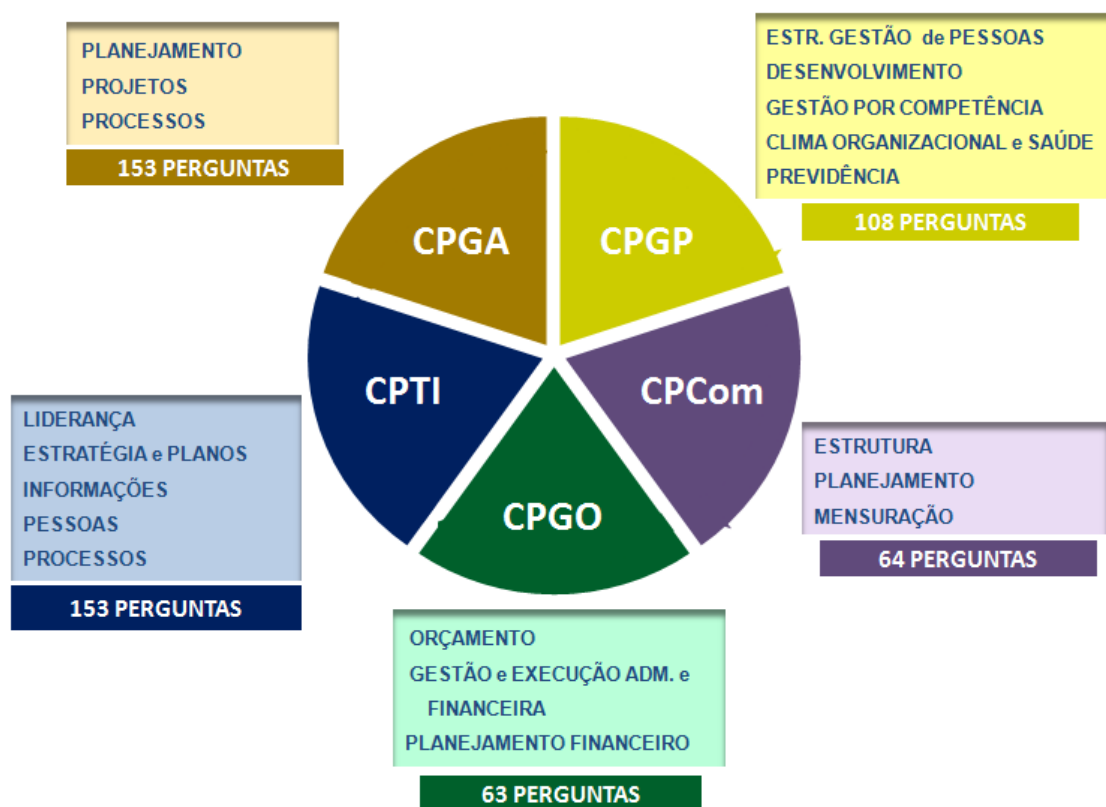 PLANEJAMENTO
PROJETOS
PROCESSOS
153 PERGUNTAS
ESTR. GESTÃO de PESSOAS
DESENVOLVIMENTO
GESTÃO POR COMPETÊNCIA
CLIMA ORGANIZACIONAL e SAÚDE
PREVIDÊNCIA
108 PERGUNTAS
CPGA
CPGP
CPTI
CPCom
CPGO
LIDERANÇA
ESTRATÉGIA e PLANOS
INFORMAÇÕES
PESSOAS
PROCESSOS
153 PERGUNTAS
ESTRUTURA
PLANEJAMENTO
MENSURAÇÃO
64 PERGUNTAS
ORÇAMENTO
GESTÃO e EXECUÇÃO ADM. e
FINANCEIRA
PLANEJAMENTO FINANCEIRO
63 PERGUNTAS